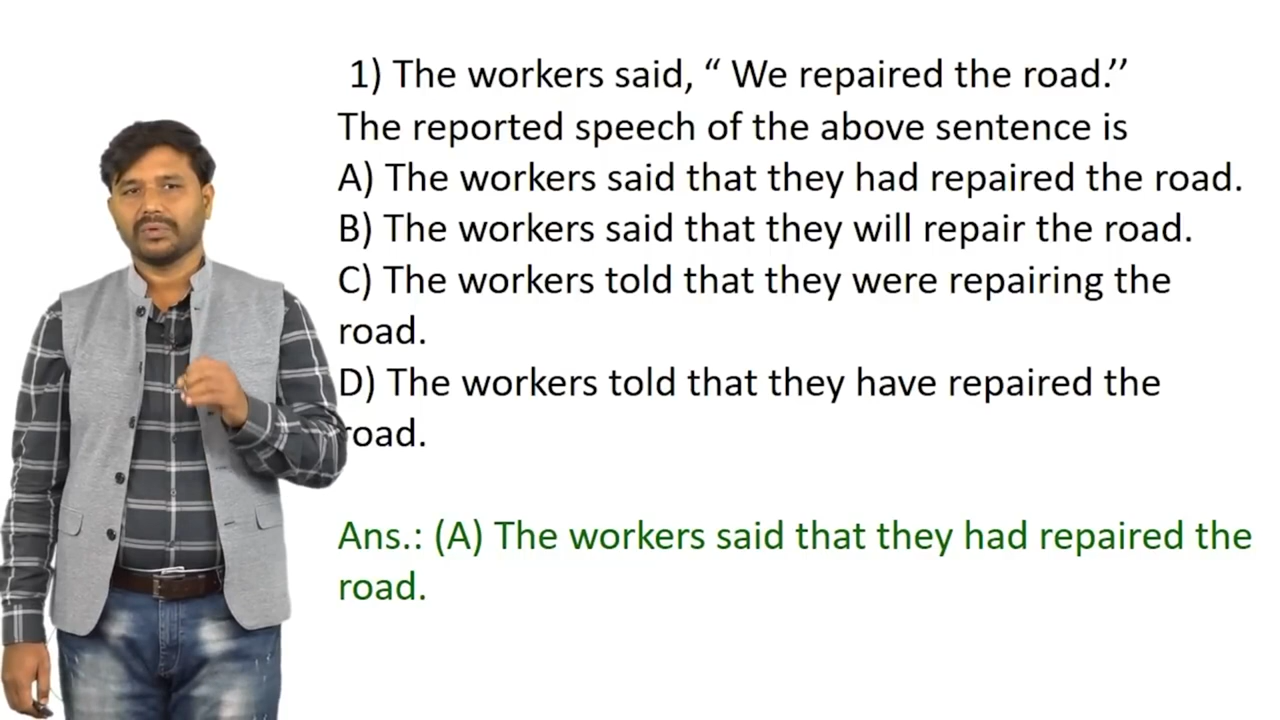 1) The workers said, “ We repaired the road.’’
The reported speech of the above sentence is
A) The workers said that they had repaired the road.
B) The workers said that they will repair the road.
C) The workers told that they were repairing the
road.
D) The workers told that they have repaired the
road.
Ans.: (A) The workers said that they had repaired the
road.